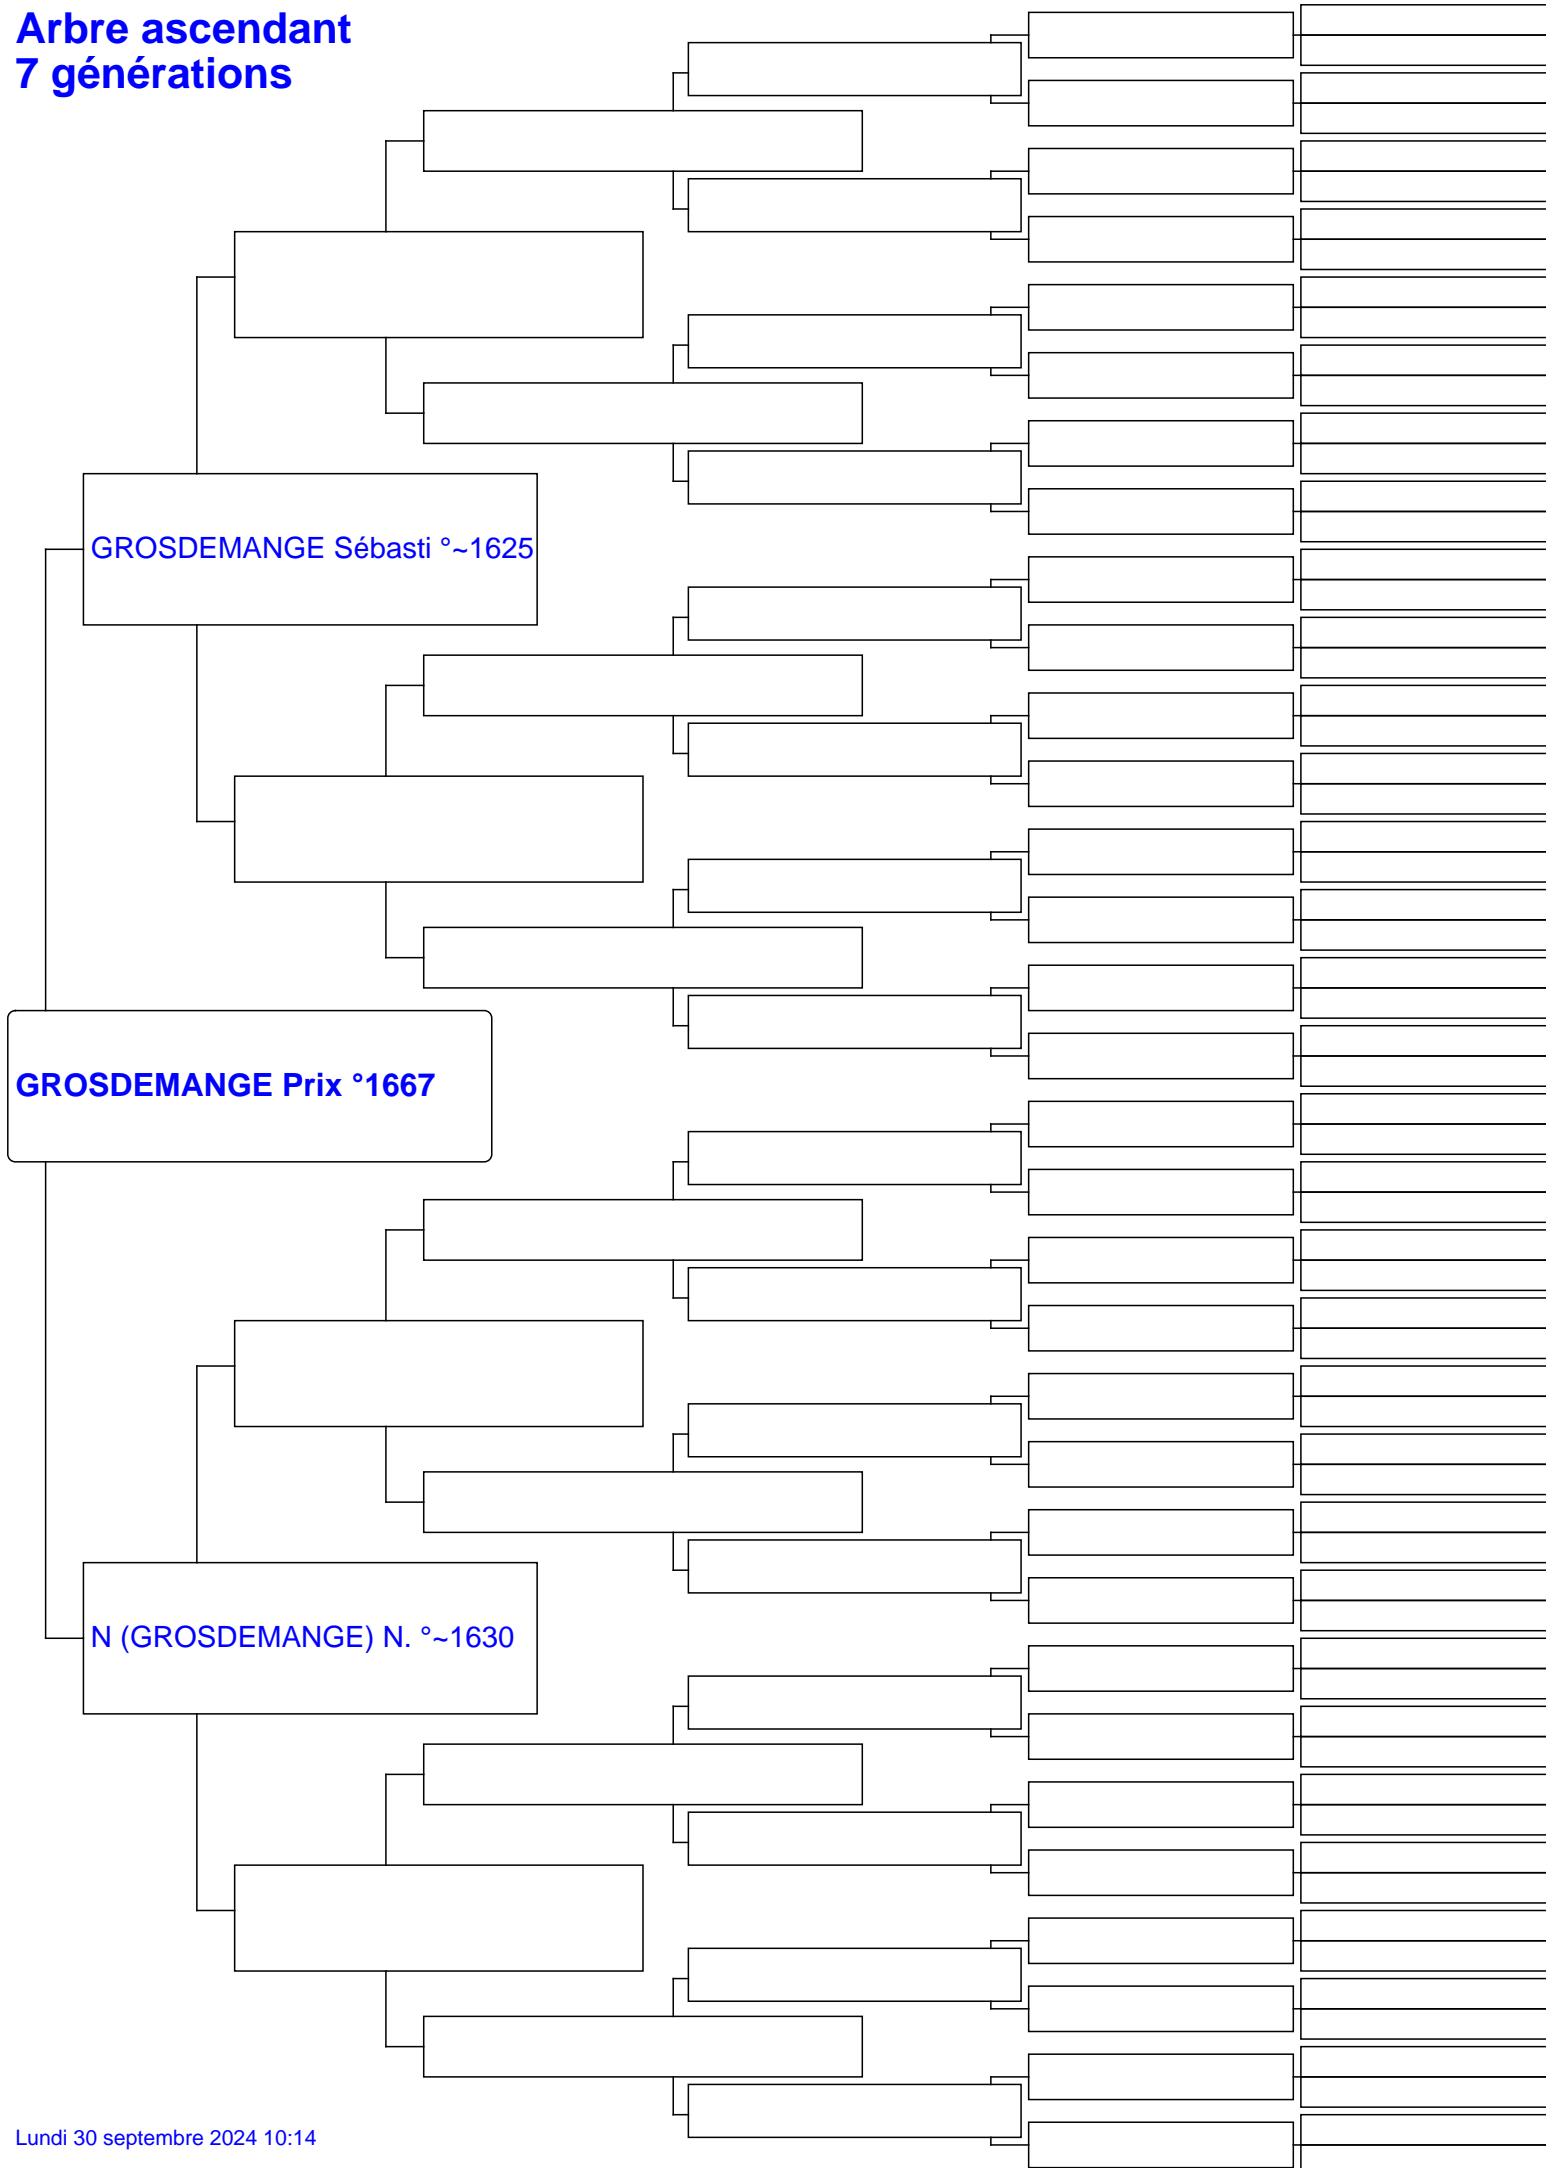 Arbre ascendant
7 générations
GROSDEMANGE Sébasti °~1625
GROSDEMANGE Prix °1667
N (GROSDEMANGE) N. °~1630
Lundi 30 septembre 2024 10:14